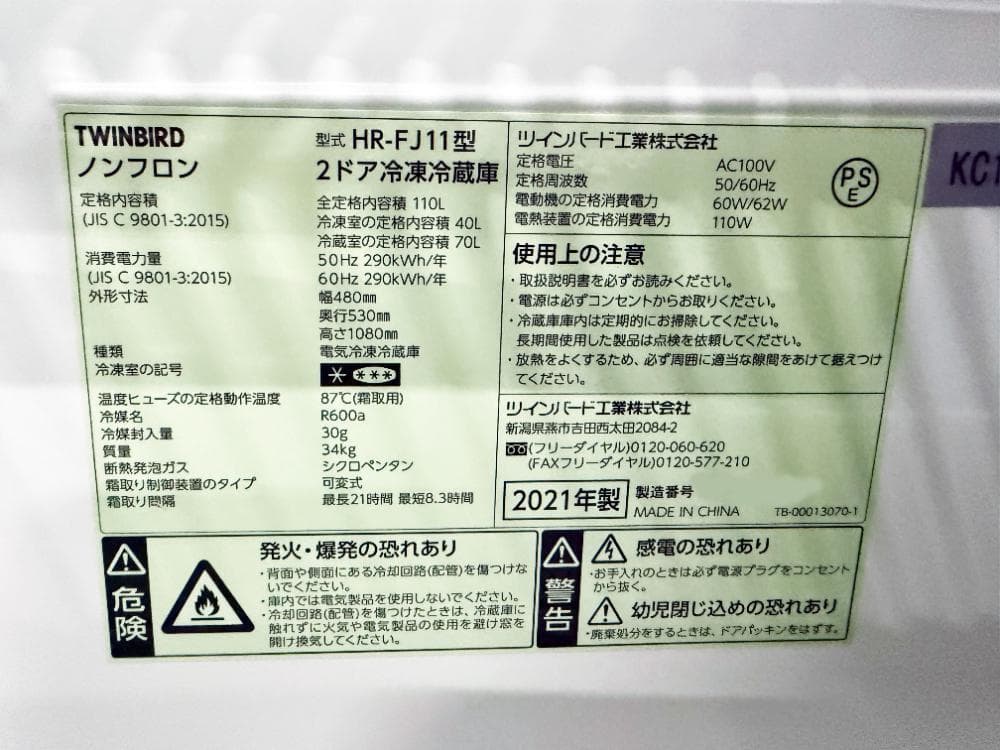 TWINBIRD
ノンフロン
型式 HR-FJ11型
2ドア冷凍冷蔵庫
定格内容積
(JIS C 9801-3:2015)
全定格内容積 110L
冷凍室の定格内容積 40L
冷蔵室の定格内容積 70L
消費電力量
(JIS C 9801-3:2015)
50Hz 290kWh/年
60Hz 290kWh/年
外形寸法
幅480mm
奥行530mm
高さ1080mm
種類
電気冷凍冷蔵庫
冷凍室の記号
* ***
温度ヒューズの定格動作温度 87℃(霜取用)
冷媒名 R600a
冷媒封入量 30g
質量 34kg
断熱発泡ガス シクロペンタン
霜取り制御装置のタイプ 可変式
霜取り間隔 最長21時間 最短8.3時間
ツインバード工業株式会社
定格電圧 AC100V
定格周波数 50/60Hz
電動機の定格消費電力 60W/62W
電熱装置の定格消費電力 110W
PSE
使用上の注意
・取扱説明書を必ずお読みください。
・電源は必ずコンセントからお取りください。
・冷蔵庫庫内は定期的にお掃除してください。
長期間使用した製品は点検を依頼してください。
・放熱をよくするため、必ず周囲に適当な隙間をあけて据えつけ
てください。
ツインバード工業株式会社
新潟県燕市吉田西太田2084-2
(フリーダイヤル)0120-060-620
(FAXフリーダイヤル)0120-577-210
2021年製
製造番号
MADE IN CHINA
TB-00013070-1
危険
発火・爆発の恐れあり
・背面や側面にある冷却回路(配管)を傷つけな
いでください。
・庫内では電気製品を使用しないでください。
・冷却回路(配管)を傷つけたときは、冷蔵庫に
触れずに火気や電気製品の使用を避け窓を
開け換気してください。
警告
感電の恐れあり
・お手入れのときは必ず電源プラグをコンセント
から抜く。
幼児閉じ込めの恐れあり
・廃棄処分をするときは、ドアパッキンをはずす。
KC1